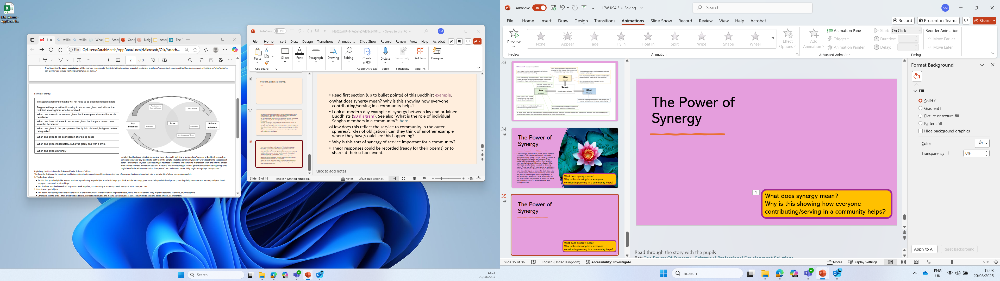 E&L Interns -
Applicant li...
willia
willia
What
Asse
Conc
Neig
Asse
The
File
C:/Users/SarahMarch/AppData/Local/Microsoft/Olk/Attach...
2
of 3
Tried to define the poem expectations a little more as responses to their interfaith discussions as part of sessions or in column 'competition' column, rather than own personal reflections on 'what's nice'...
Can 'poems' can include rap/song words/lyrics for older...?
8 levels of charity:
To support a fellow so that he will not need to be dependent upon others
To give to the poor without knowing to whom one gives, and without the
recipient knowing from who he received
When one knows to whom one gives, but the recipient does not know his
benefactor
When one does not know to whom one gives, but the poor person does
know his benefactor
When one gives to the poor person directly into his hand, but gives before
being asked
When one gives to the poor person after being asked
When one gives inadequately, but gives gladly and with a smile
When one gives unwillingly
Provide/donate
food and income
Teach dharma
Lay
Buddhists
5 Precepts
Shrine
10 Precepts
Bhikkhu
Bhikkhuni
Care for upkeep of shrine
...not all Buddhists are initiated monks and nuns who might be living in a monastery/nunnery or Buddhist centre, but
some are known as 'Lay' Buddhists. Both form the Sangha (Buddhist community) and try work together to support each
other. For example, lay/local Buddhists might help feed the monks and nuns might teach them the dharma or look
after shrines and lead meditation sessions in return, and today someight further generate income by selling things that
might benefit the wider community. Examples of this can be seen below. Why might both groups be important?
Explaining the Hindu Purusha Sukta and Social Roles to Children
The Purusha Sukta can be explained to children using simple analogies and focusing on the idea of everyone having an important role in society. Here's how you can approach it:
1. The body as a team
• Explain that your body is like a team, with each part having a special job. Your brain helps you think and decide things, your arms help you build and protect, your legs help you move and explore, and your hands
help you create and care for things.
• Just like how your body needs all its parts to work together, a community or a country needs everyone to do their part too.
2. People with special jobs
• Talk about how some people are like the brain of the community – they think about important ideas, learn, and teach others. They might be teachers, scientists, or philosophers.
• Others are like the arms – they are strong and brave, protecting everyone and making sure everyone is safe. They might be soldiers, police officers, or firefighters.
AutoSave Off
f42026a7f94447e5e4e57d78c84404... • Saved to this PC
SM
File Home Insert Draw Design Transitions Animations Slide Show Record Review View Help Acrobat
Paste
Slides
Font
Paragraph
Drawing
Editing
Create
a PDF
Dictate
Sensitivity
Add-ins
Designer
Clipboard
Adobe Acrobat
Voice
Sensitivity
Add-ins
16
What's so good about sharing?
17
18
• Read first section (up to bullet points) of this Buddhist example.
oWhat does synergy mean? Why is this showing how everyone
contributing/serving in a community helps?
• Look at modern day example of synergy between lay and ordained
Buddhists (SB diagram). See also 'What is the role of individual
Sangha members in a community?' here.
oHow does this reflect the service to community in the outer
spheres/circles of obligation? Can they think of another example
where they have/could see this happening?
• Why is this sort of synergy of service important for a community?
• Theor responses could be recorded (ready for their poems) or to
share at their school event.
Click to add notes
Slide 18 of 18
English (United Kingdom)
Notes
Display Settings
48%
Search
12:03
20/08/2025
AutoSave On
IFW KS4 5 • Saving...
Search
SM
File Home Insert Draw Design Transitions Animations Slide Show Record Review View Help Acrobat
Record
Present in Teams
Share
Preview
None
Appear
Fade
Fly In
Float In
Split
Wipe
Shape
Wheel
Effect
Options
Add
Animation
Animation Pane
Trigger
Animation Painter
Start: On Click
Duration:
Delay:
Reorder Animation
Move Earlier
Move Later
Preview
Animation
Advanced Animation
Timing
33
Man
Mental
Sewa
Service to others
Tan
Physical
Dhan
Material
34
The Power of
Synergy
What does synergy mean?
Why is this showing how everyone
contributing/serving in a community helps?
35
The Power of
Synergy
What does synergy mean?
Why is this showing how everyone
contributing/serving in a community helps?
The Power of
Synergy
1
What does synergy mean?
Why is this showing how everyone
contributing/serving in a community helps?
Read through the story with the pupils
Ref: The Power Of Synergy - Eclatmax | Professional Development Solutions
Format Background
Fill
Solid fill
Gradient fill
Picture or texture fill
Pattern fill
Hide background graphics
Color
Transparency
0%
Apply to All
Reset Background
Slide 35 of 36
English (United Kingdom)
Accessibility: Investigate
Notes
Display Settings
63%
Search
ENG
UK
12:03
20/08/2025